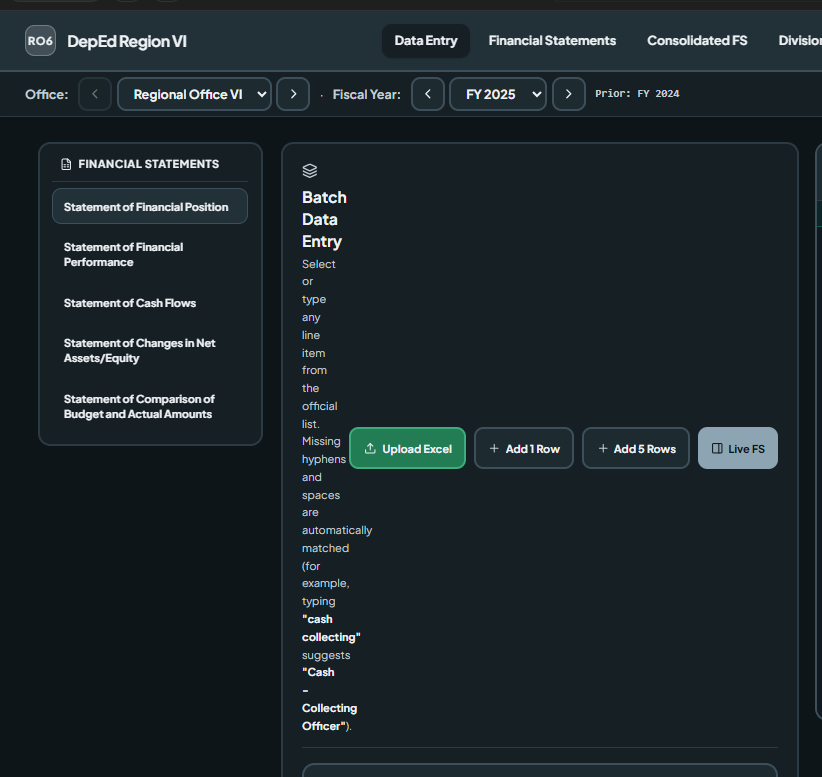 RO6 DepEd Region VI Data Entry Financial Statements Consolidated FS
Office: Regional Office VI · Fiscal Year: FY 2025 Prior: FY 2024
FINANCIAL STATEMENTS
Statement of Financial Position
Statement of Financial
Performance
Statement of Cash Flows
Statement of Changes in Net
Assets/Equity
Statement of Comparison of
Budget and Actual Amounts
Batch
Data
Entry
Select
or
type
any
line
item
from
the
official
list.
Missing
hyphens
and
spaces
are
automatically
matched
(for
example,
typing
"cash
collecting"
suggests
"Cash
–
Collecting
Officer").
Upload Excel + Add 1 Row + Add 5 Rows Live FS